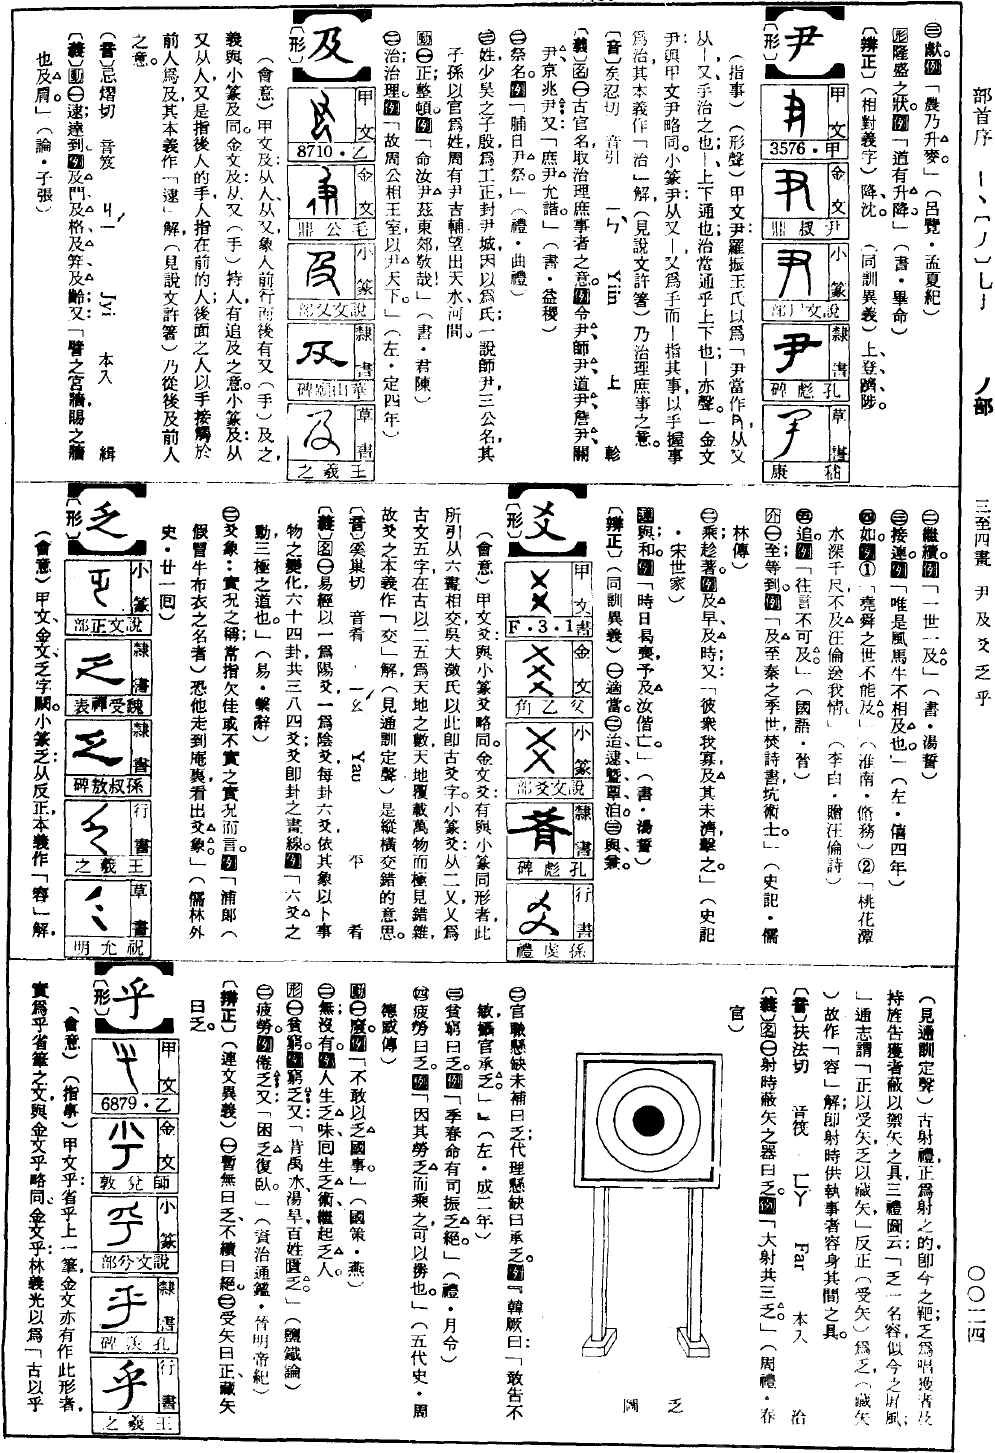 部首序 一丶〔丿〕乚亅 丿部 三至四畫 尹 及 爻 乏 乎 〇〇二四
㊂獻。例「農乃升麥。」(呂覽·孟夏紀)
形隆盛之狀。例「道有升降。」(書·畢命)
〔辨正〕(相對義字)降、沈。(同訓異義)上、登、躋、陟。
尹
〔形〕
甲文 3576·甲
金文 尹叔鼎
小篆 說文尸部
隸書 孔彪碑
草書 嵇康
(指事)(形聲)甲文尹:羅振玉氏以爲「尹當作
从丨又,手治之也;丨,上下通也;治當通乎上下也;丨亦聲。」金文
尹與甲文尹略同。小篆尹:从又丨,又爲手而丨指其事,以手握事
爲治,其本義作「治」解(見說文許箸)乃治理庶事之意。
〔音〕矣忍切 音引 ㄧㄣˇ Yiin 上 軫
〔義〕名㊀古官名,取治理庶事者之意。例令尹、師尹、道尹、詹尹、關
尹、京兆尹;又「庶尹允諧」(書·益稷)
㊁祭名。例「脯曰尹祭。」(禮·曲禮)
㊂姓,少昊之子殷,爲工正,封尹城,因以爲氏;一說師尹,三公名,其
子孫以官爲姓,周有尹吉輔,望出天水、河間。
動㊀正;整頓。例「命汝尹茲東郊,敬哉!」(書·君陳)
㊁治;治理。例「故周公相王室,以尹天下。」(左·定四年)
及
〔形〕
甲文 8710·乙
金文 毛公鼎
小篆 說文又部
隸書 華山廟碑
草書 王羲之
(會意)甲文及:从人、从又,象人前行而後有又(手)及之,
義與小篆及同。金文及:从又(手)持人,有追及之意。小篆及:从
又从人,又是指後人的手,人指在前的人,後面之人以手接觸於
前人爲及,其本義作「逮」解(見說文許箸)乃從後及前人
之意。
〔音〕忌熠切 音笈 ㄐㄧˊ Jyi 本入 緝
〔義〕動㊀逮;達到。例及門、及格、及笄、及齡;又「譬之宮牆,賜之牆
也及肩。」(論·子張)
㊁繼續。例「一世一及。」(書·湯誓)
㊂接連。例「唯是風馬牛不相及也。」(左·僖四年)
㊃如。例①「堯舜之世不能及。」(淮南·脩務)②「桃花潭
水深千尺,不及汪倫送我情。」(李白·贈汪倫詩)
㊄追。例「往言不可及。」(國語·晉)
介㊀至;等到。例「及至秦之季世,焚詩書,坑術士。」(史記·儒
林傳)
㊁乘;趁著。例及早、及時;又「彼衆我寡,及其未濟,擊之。」(史記
·宋世家)
連與;和。例「時日曷喪,予及汝偕亡。」(書·湯誓)
〔辨正〕(同訓異義)㊀適當。㊁追、逮、暨、覃、洎。㊂與、兼。
爻
〔形〕
甲文 F·3·1書
金文 父乙角
小篆 說文爻部
隸書 孔彪碑
行書 孫虔禮
(會意)甲文爻:與小篆爻略同。金文爻:有與小篆同形者,此
所引从六,畫相交,吳大澂氏以此即古爻字。小篆爻:从二乂,乂爲
古文五字,在古以二五爲天地之數,天地覆載萬物而極見錯雜,
故爻之本義作「交」解(見通訓定聲)是縱橫交錯的意思。
〔音〕奚巢切 音肴 ㄧㄠˊ Yau 平 肴
〔義〕名㊀易經以一爲陽爻,一爲陰爻,每卦六爻,依其象以卜事
物之變化,六十四卦共三八四爻;爻即卦之畫線。例「六爻之
動,三極之道也。」(易·繫辭)
㊁爻象:實況之稱,常指欠佳或不實之實況而言。例「浦郎(
假冒牛布衣之名者)恐他走到庵裏看出爻象。」(儒林外
史·廿一回)
乏
〔形〕
小篆 說文正部
隸書 魏受禪表
隸書 孫叔敖碑
行書 王羲之
草書 祝允明
(會意)甲文、金文乏字闕。小篆乏:从反正,本義作「容」解,
(見通訓定聲)古射禮,正爲射之的,即今之靶;乏爲唱獲者及
持旌告獲者蔽以禦矢之具,三禮圖云:「乏一名容,似今之屏風;
」通志謂「正以受矢,乏以藏矢」反正(受矢)爲乏(藏矢
)故作「容」解;即射時供執事者容身其間之具。
〔音〕扶法切 音筏 ㄈㄚˊ Far 本入 洽
〔義〕名㊀射時蔽矢之器曰乏。例「大射共三乏。」(周禮·春
官)
乏圖
㊁官職懸缺未補曰乏;代理懸缺曰承乏。例「韓厥曰:「敢告不
敏,攝官承乏。」」(左·成二年)
㊂貧窮曰乏。例「季春命有司振乏絕。」(禮·月令)
㊃疲勞曰乏。例「因其勞乏而乘之,可以勝也。」(五代史·周
德威傳)
動㊀廢。例「不敢以乏國事。」(國策·燕)
㊁無;沒有。例人生乏味、回生乏術、繼起乏人。
形㊀貧窮。例窮乏;又「昔禹水湯旱,百姓匱乏。」(鹽鐵論)
㊁疲勞。例倦乏;又「困乏復臥。」(資治通鑑·晉明帝紀)
〔辨正〕(連文異義)㊀暫無曰乏,不續曰絕。㊁受矢曰正,藏矢
曰乏。
乎
〔形〕
甲文 6879·乙
金文 師兌敦
小篆 說文兮部
隸書 孔羨碑
行書 王羲之
(會意)(指事)甲文乎:省乎上一筆,金文亦有作此形者,
實爲乎省筆之文,與金文乎略同。金文乎:林義光以爲「古以乎